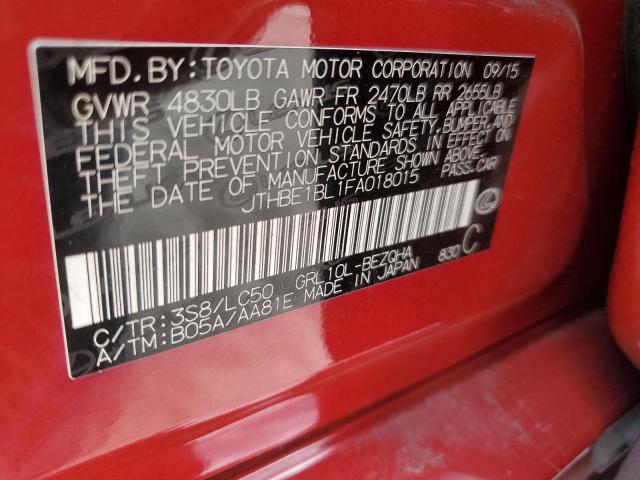 MFD. BY: TOYOTA MOTOR CORPORATION 09/15
GVWR 4830LB GAWR FR 2470LB RR 2655LB
THIS VEHICLE CONFORMS TO ALL APPLICABLE
FEDERAL MOTOR VEHICLE SAFETY, BUMPER, AND
THEFT PREVENTION STANDARDS IN EFFECT ON
THE DATE OF MANUFACTURE SHOWN ABOVE.
JTHBE1BL1FA018015 PASS. CAR
C/TR: 3S8/LC50 GRL10L-BEZQHA 830 C
A/TM: B05A/AA81E MADE IN JAPAN